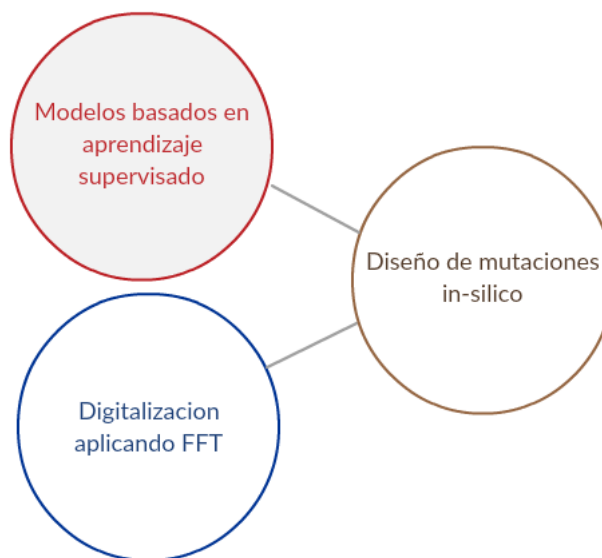 Modelos basados en
aprendizaje
supervisado
Diseño de mutaciones
in-silico
Digitalizacion
aplicando FFT